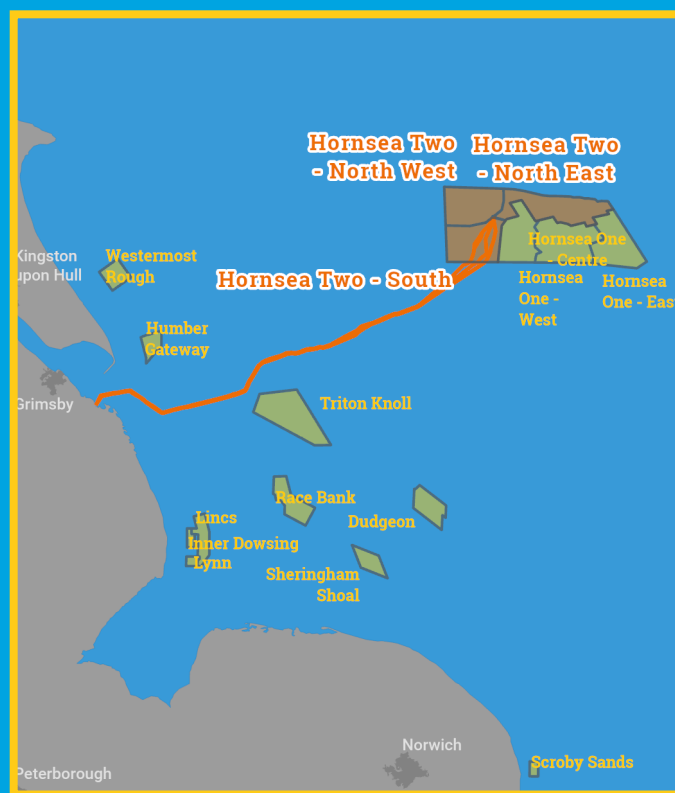 Hornsea Two
- North West
Hornsea Two
- North East
Kingston
upon Hull
Westermost
Rough
Hornsea One
- Centre
Hornsea Two - South
Hornsea
One -
West
Hornsea
One - East
Humber
Gateway
Grimsby
Triton Knoll
Race Bank
Lincs
Dudgeon
Inner Dowsing
Lynn
Sheringham
Shoal
Norwich
Scroby Sands
Peterborough